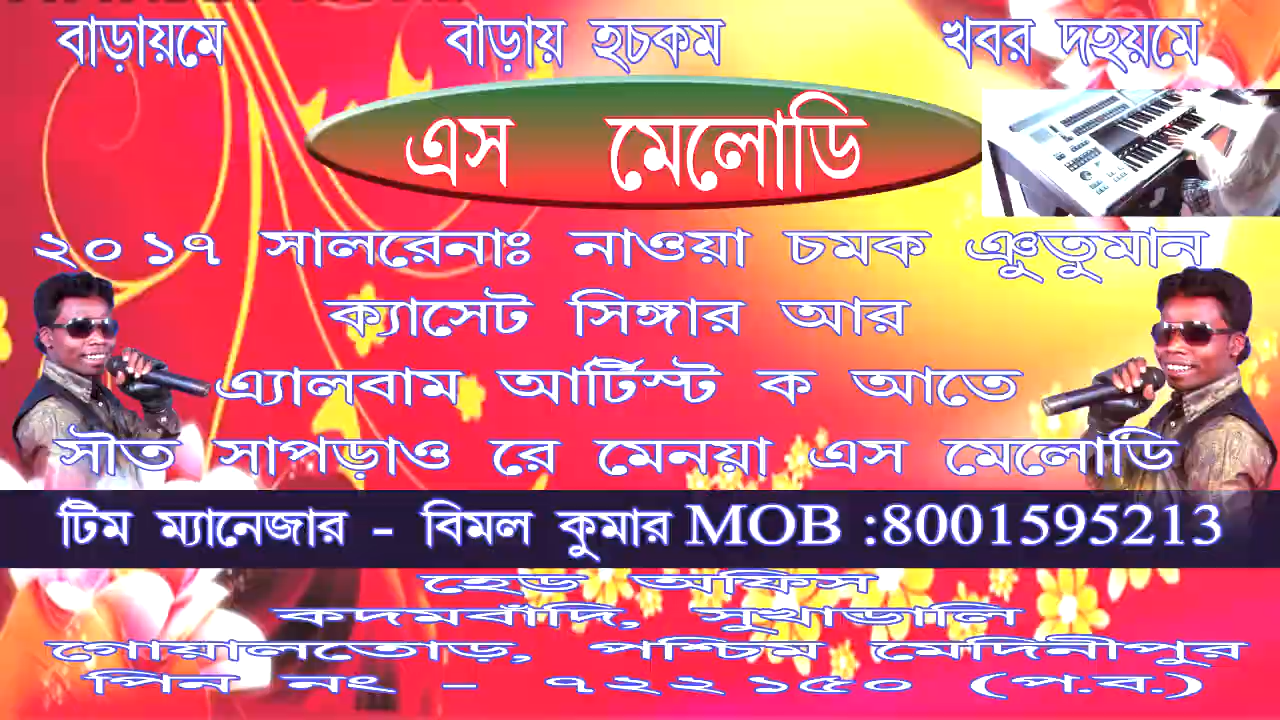 বাড়ায়মে বাড়ায় হচকম খবর দহয়মে
এস মেলোডি
২০১৭ সালরেনাঃ নাওয়া চমক ঞুতুমান
ক্যাসেট সিঙ্গার আর
এ্যালবাম আর্টিস্ট ক আতে
সীত সাপড়াও রে মেনয়া এস মেলোডি
টিম ম্যানেজার - বিমল কুমার MOB :8001595213
হেড অফিস
কদমবাঁদি, সুখাডালি
গোয়ালতোড়, পশ্চিম মেদিনীপুর
পিন নং - ৭২২১৫০ (প.ব.)